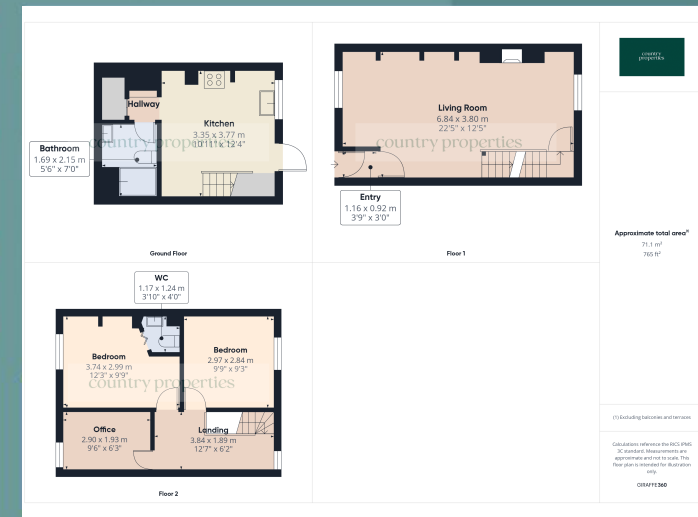 Hallway
Kitchen
3.35 x 3.77 m
10'11" x 12'4"
Bathroom
1.69 x 2.15 m
5'6" x 7'0"
country properties
Ground Floor
Living Room
6.84 x 3.80 m
22'5" x 12'5"
country properties
Entry
1.16 x 0.92 m
3'9" x 3'0"
Floor 1
WC
1.17 x 1.24 m
3'10" x 4'0"
Bedroom
3.74 x 2.99 m
12'3" x 9'9"
Bedroom
2.97 x 2.84 m
9'9" x 9'3"
country properties
Office
2.90 x 1.93 m
9'6" x 6'3"
Landing
3.84 x 1.89 m
12'7" x 6'2"
Floor 2
country
properties
Approximate total area(1)
71.1 m²
765 ft²
(1) Excluding balconies and terraces
Calculations reference the RICS IPMS
3C standard. Measurements are
approximate and not to scale. This
floor plan is intended for illustration
only.
GIRAFFE360